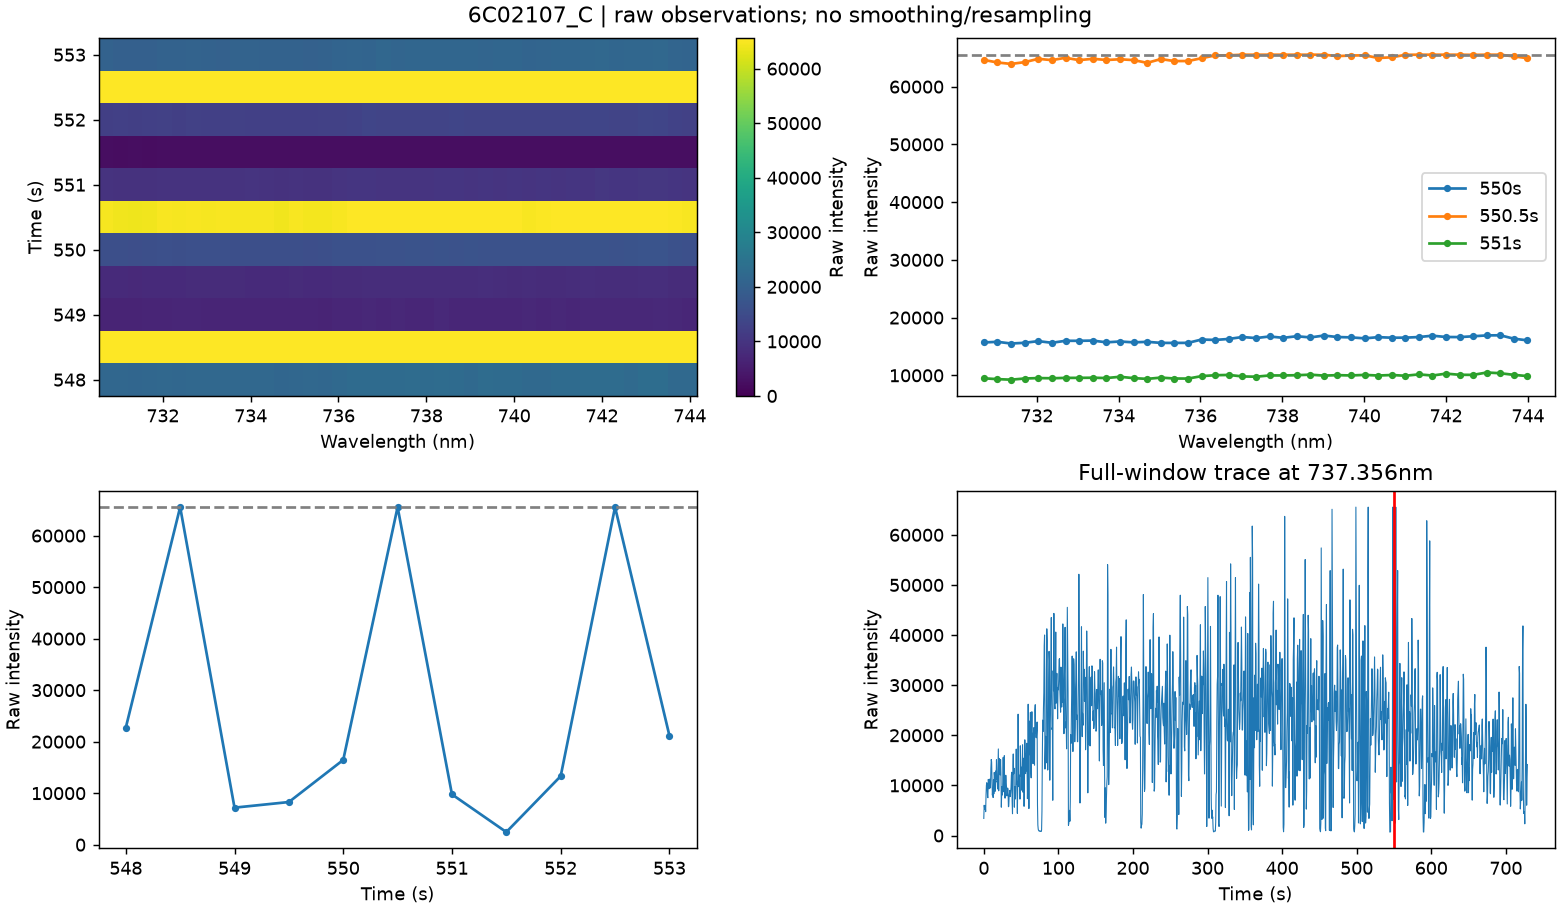 6C02107_C | raw observations; no smoothing/resampling
553
552
551
550
549
548
Time (s)
732 734 736 738 740 742 744
Wavelength (nm)
60000
50000
40000
30000
20000
10000
0
Raw intensity
60000
50000
40000
30000
20000
10000
Raw intensity
550s
550.5s
551s
732 734 736 738 740 742 744
Wavelength (nm)
60000
50000
40000
30000
20000
10000
0
Raw intensity
548 549 550 551 552 553
Time (s)
Full-window trace at 737.356nm
60000
50000
40000
30000
20000
10000
0
Raw intensity
0 100 200 300 400 500 600 700
Time (s)